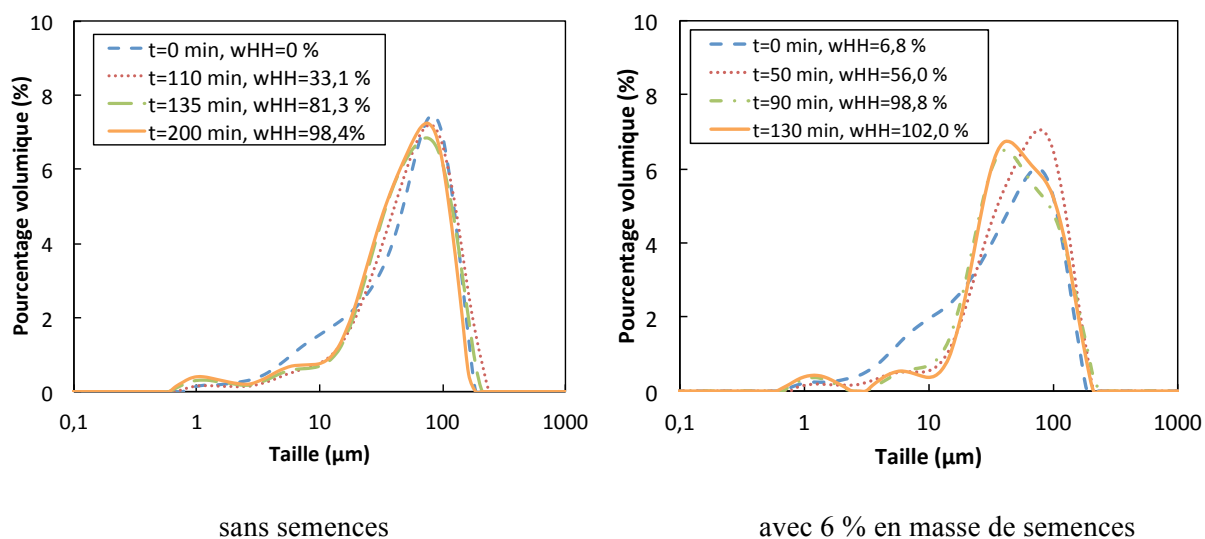 10
8
6
4
2
0
Pourcentage volumique (%)
t=0 min, wHH=0 %
t=110 min, wHH=33,1 %
t=135 min, wHH=81,3 %
t=200 min, wHH=98,4%
0,1 1 10 100 1000
Taille (µm)
sans semences
10
8
6
4
2
0
Pourcentage volumique (%)
t=0 min, wHH=6,8 %
t=50 min, wHH=56,0 %
t=90 min, wHH=98,8 %
t=130 min, wHH=102,0 %
0,1 1 10 100 1000
Taille (µm)
avec 6 % en masse de semences